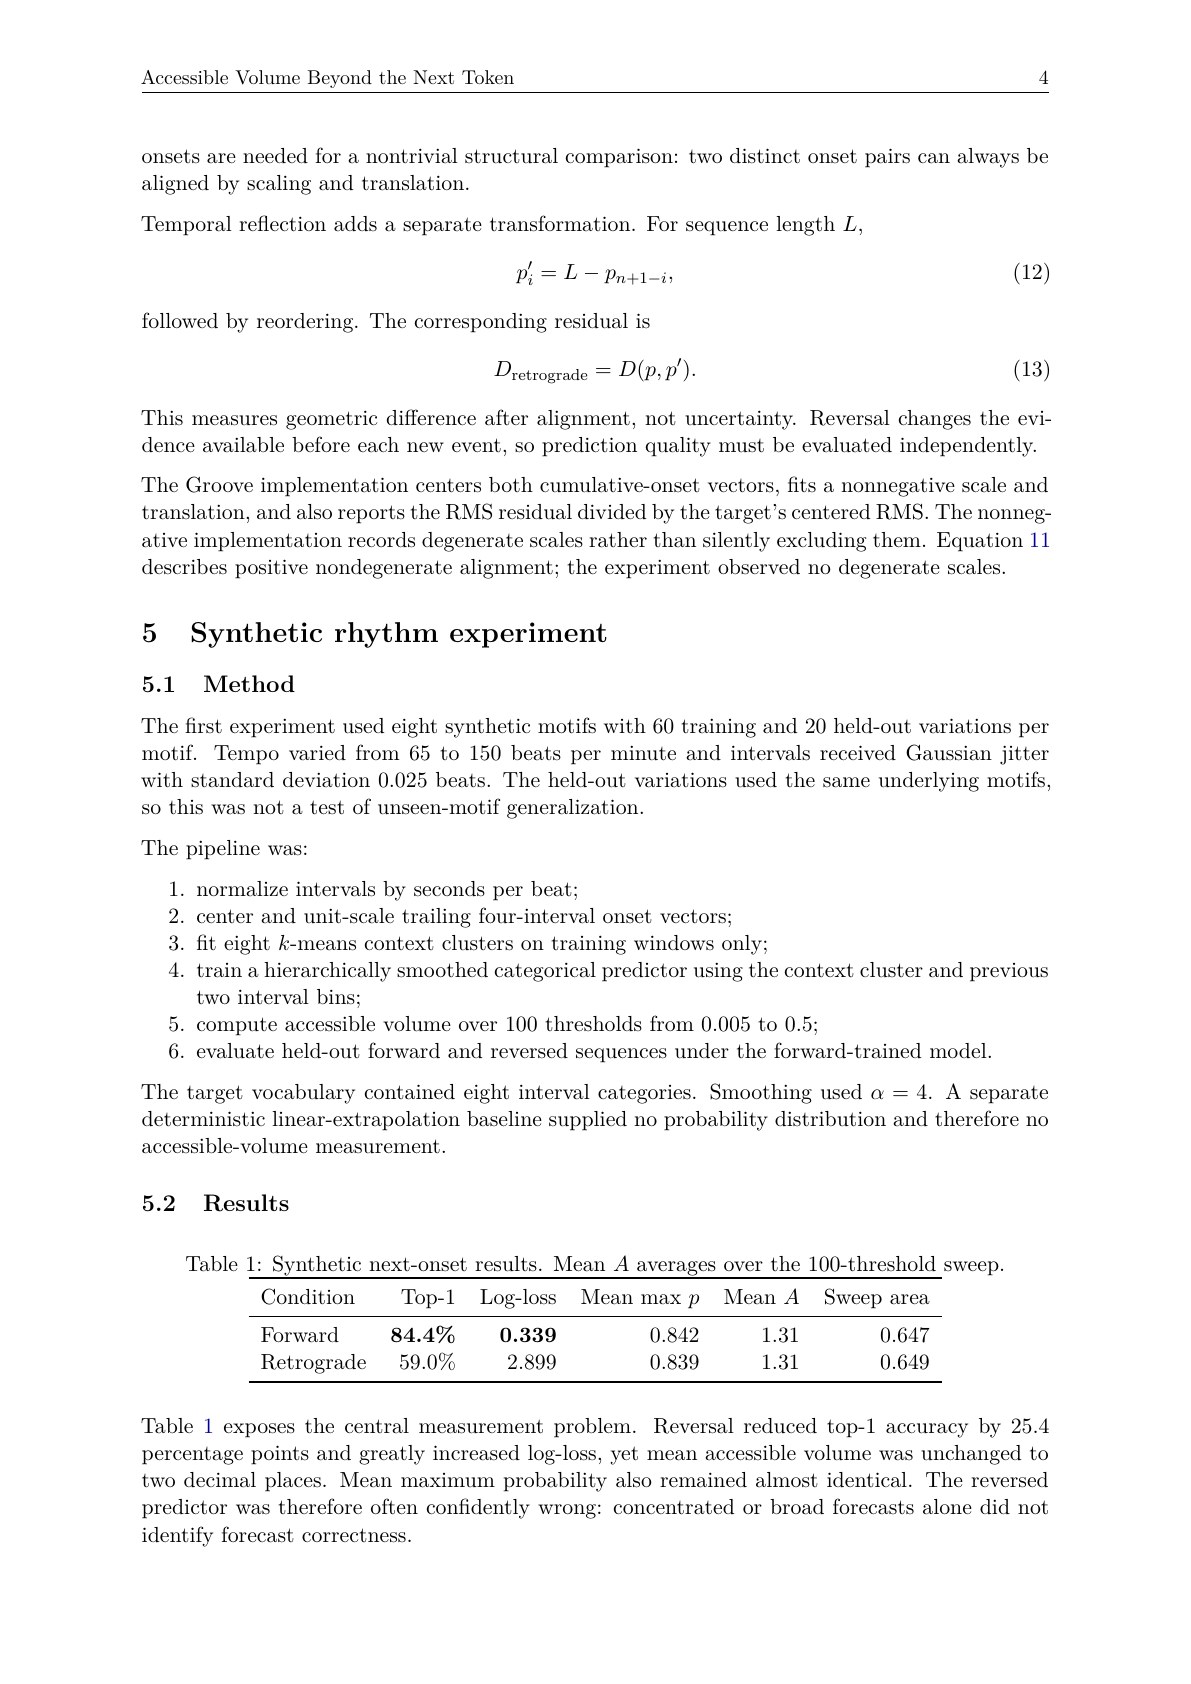 Accessible Volume Beyond the Next Token 4
onsets are needed for a nontrivial structural comparison: two distinct onset pairs can always be
aligned by scaling and translation.
Temporal reflection adds a separate transformation. For sequence length L,
p′_i = L − p_{n+1−i}, (12)
followed by reordering. The corresponding residual is
D_retrograde = D(p, p′). (13)
This measures geometric difference after alignment, not uncertainty. Reversal changes the evi-
dence available before each new event, so prediction quality must be evaluated independently.
The Groove implementation centers both cumulative-onset vectors, fits a nonnegative scale and
translation, and also reports the RMS residual divided by the target's centered RMS. The nonneg-
ative implementation records degenerate scales rather than silently excluding them. Equation 11
describes positive nondegenerate alignment; the experiment observed no degenerate scales.
5 Synthetic rhythm experiment
5.1 Method
The first experiment used eight synthetic motifs with 60 training and 20 held-out variations per
motif. Tempo varied from 65 to 150 beats per minute and intervals received Gaussian jitter
with standard deviation 0.025 beats. The held-out variations used the same underlying motifs,
so this was not a test of unseen-motif generalization.
The pipeline was:
1. normalize intervals by seconds per beat;
2. center and unit-scale trailing four-interval onset vectors;
3. fit eight k-means context clusters on training windows only;
4. train a hierarchically smoothed categorical predictor using the context cluster and previous
two interval bins;
5. compute accessible volume over 100 thresholds from 0.005 to 0.5;
6. evaluate held-out forward and reversed sequences under the forward-trained model.
The target vocabulary contained eight interval categories. Smoothing used α = 4. A separate
deterministic linear-extrapolation baseline supplied no probability distribution and therefore no
accessible-volume measurement.
5.2 Results
Table 1: Synthetic next-onset results. Mean A averages over the 100-threshold sweep.
Condition Top-1 Log-loss Mean max p Mean A Sweep area
Forward 84.4% 0.339 0.842 1.31 0.647
Retrograde 59.0% 2.899 0.839 1.31 0.649
Table 1 exposes the central measurement problem. Reversal reduced top-1 accuracy by 25.4
percentage points and greatly increased log-loss, yet mean accessible volume was unchanged to
two decimal places. Mean maximum probability also remained almost identical. The reversed
predictor was therefore often confidently wrong: concentrated or broad forecasts alone did not
identify forecast correctness.